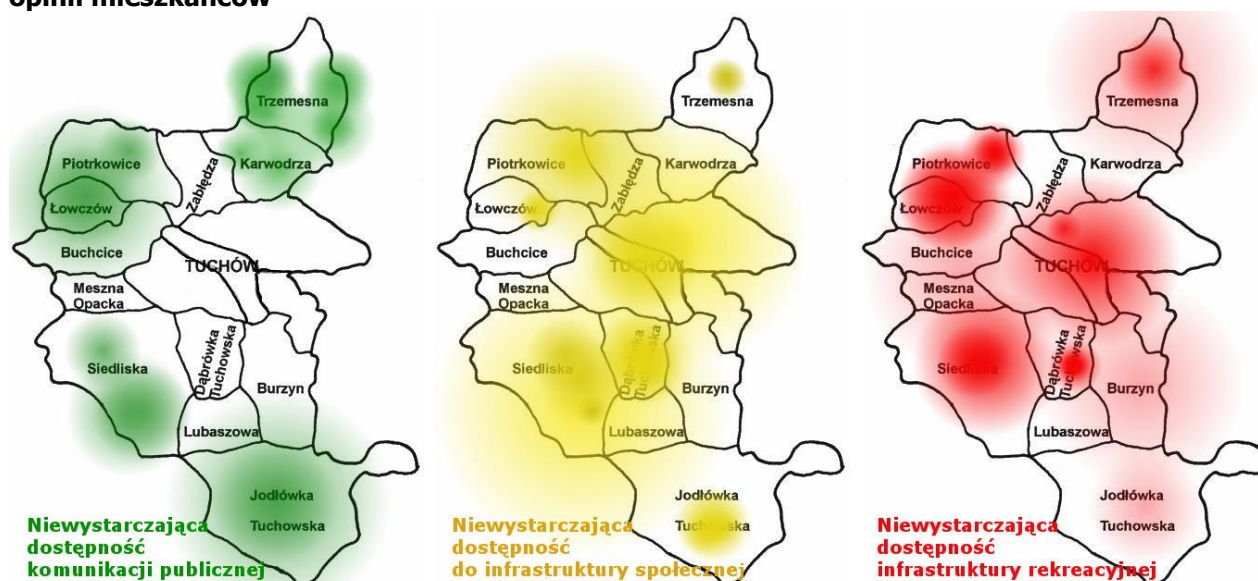 opinii mieszkańców
Trzemesna
Piotrkowice
Zabłędza
Karwodrza
Łowczów
Buchcice
TUCHÓW
Meszna
Opacka
Siedliska
Dąbrówka
Tuchowska
Burzyn
Lubaszowa
Jodłówka
Tuchowska
Niewystarczająca
dostępność
komunikacji publicznej
Trzemesna
Piotrkowice
Zabłędza
Karwodrza
Łowczów
Buchcice
TUCHÓW
Meszna
Opacka
Siedliska
Dąbrówka
Tuchowska
Burzyn
Lubaszowa
Jodłówka
Tuchowska
Niewystarczająca
dostępność
do infrastruktury społecznej
Trzemesna
Piotrkowice
Zabłędza
Karwodrza
Łowczów
Buchcice
TUCHÓW
Meszna
Opacka
Siedliska
Dąbrówka
Tuchowska
Burzyn
Lubaszowa
Jodłówka
Tuchowska
Niewystarczająca
dostępność
infrastruktury rekreacyjnej